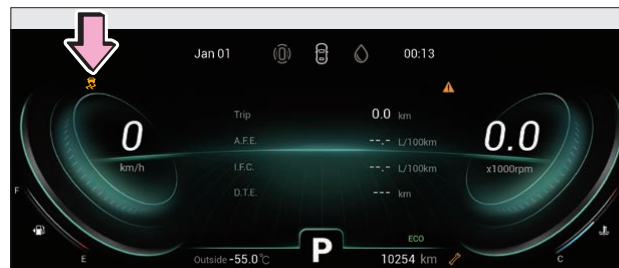 Jan 01 00:13
Trip 0.0 km
A.F.E. --.- L/100km
I.F.C. --.- L/100km
D.T.E. --- km
0
km/h
0.0
x1000rpm
F
E
P
ECO
Outside -55.0°C
10254 km
C